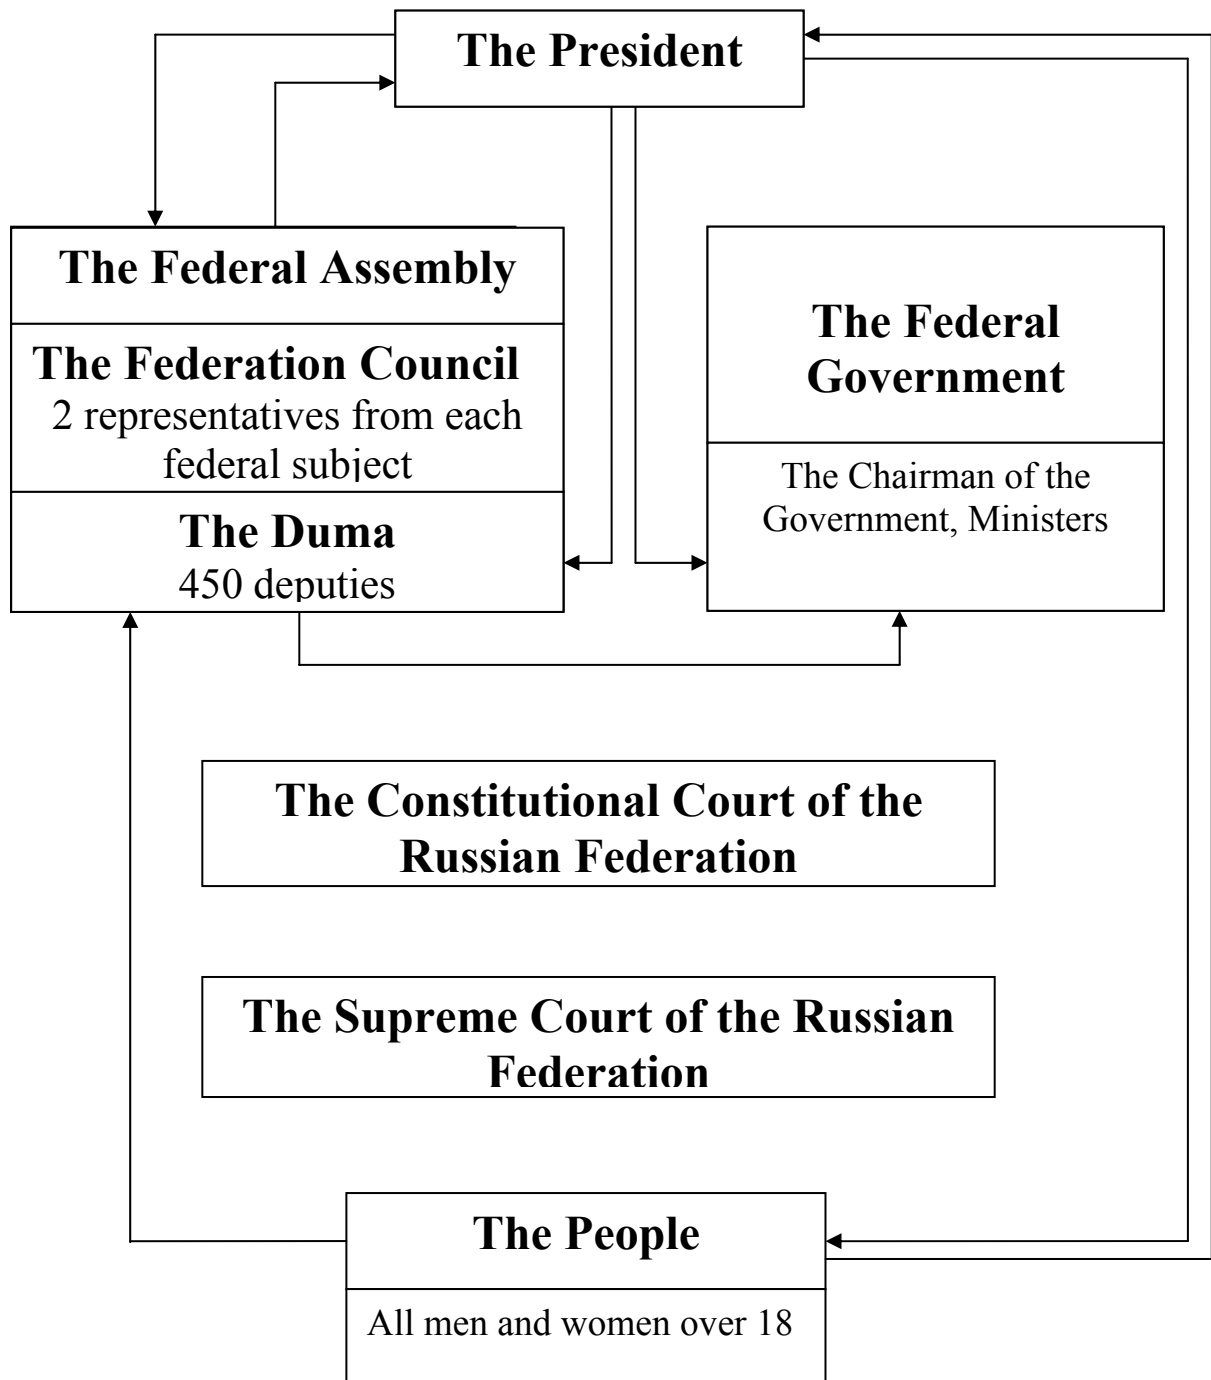 The President
The Federal Assembly
The Federation Council
2 representatives from each
federal subject
The Duma
450 deputies
The Federal
Government
The Chairman of the
Government, Ministers
The Constitutional Court of the
Russian Federation
The Supreme Court of the Russian
Federation
The People
All men and women over 18